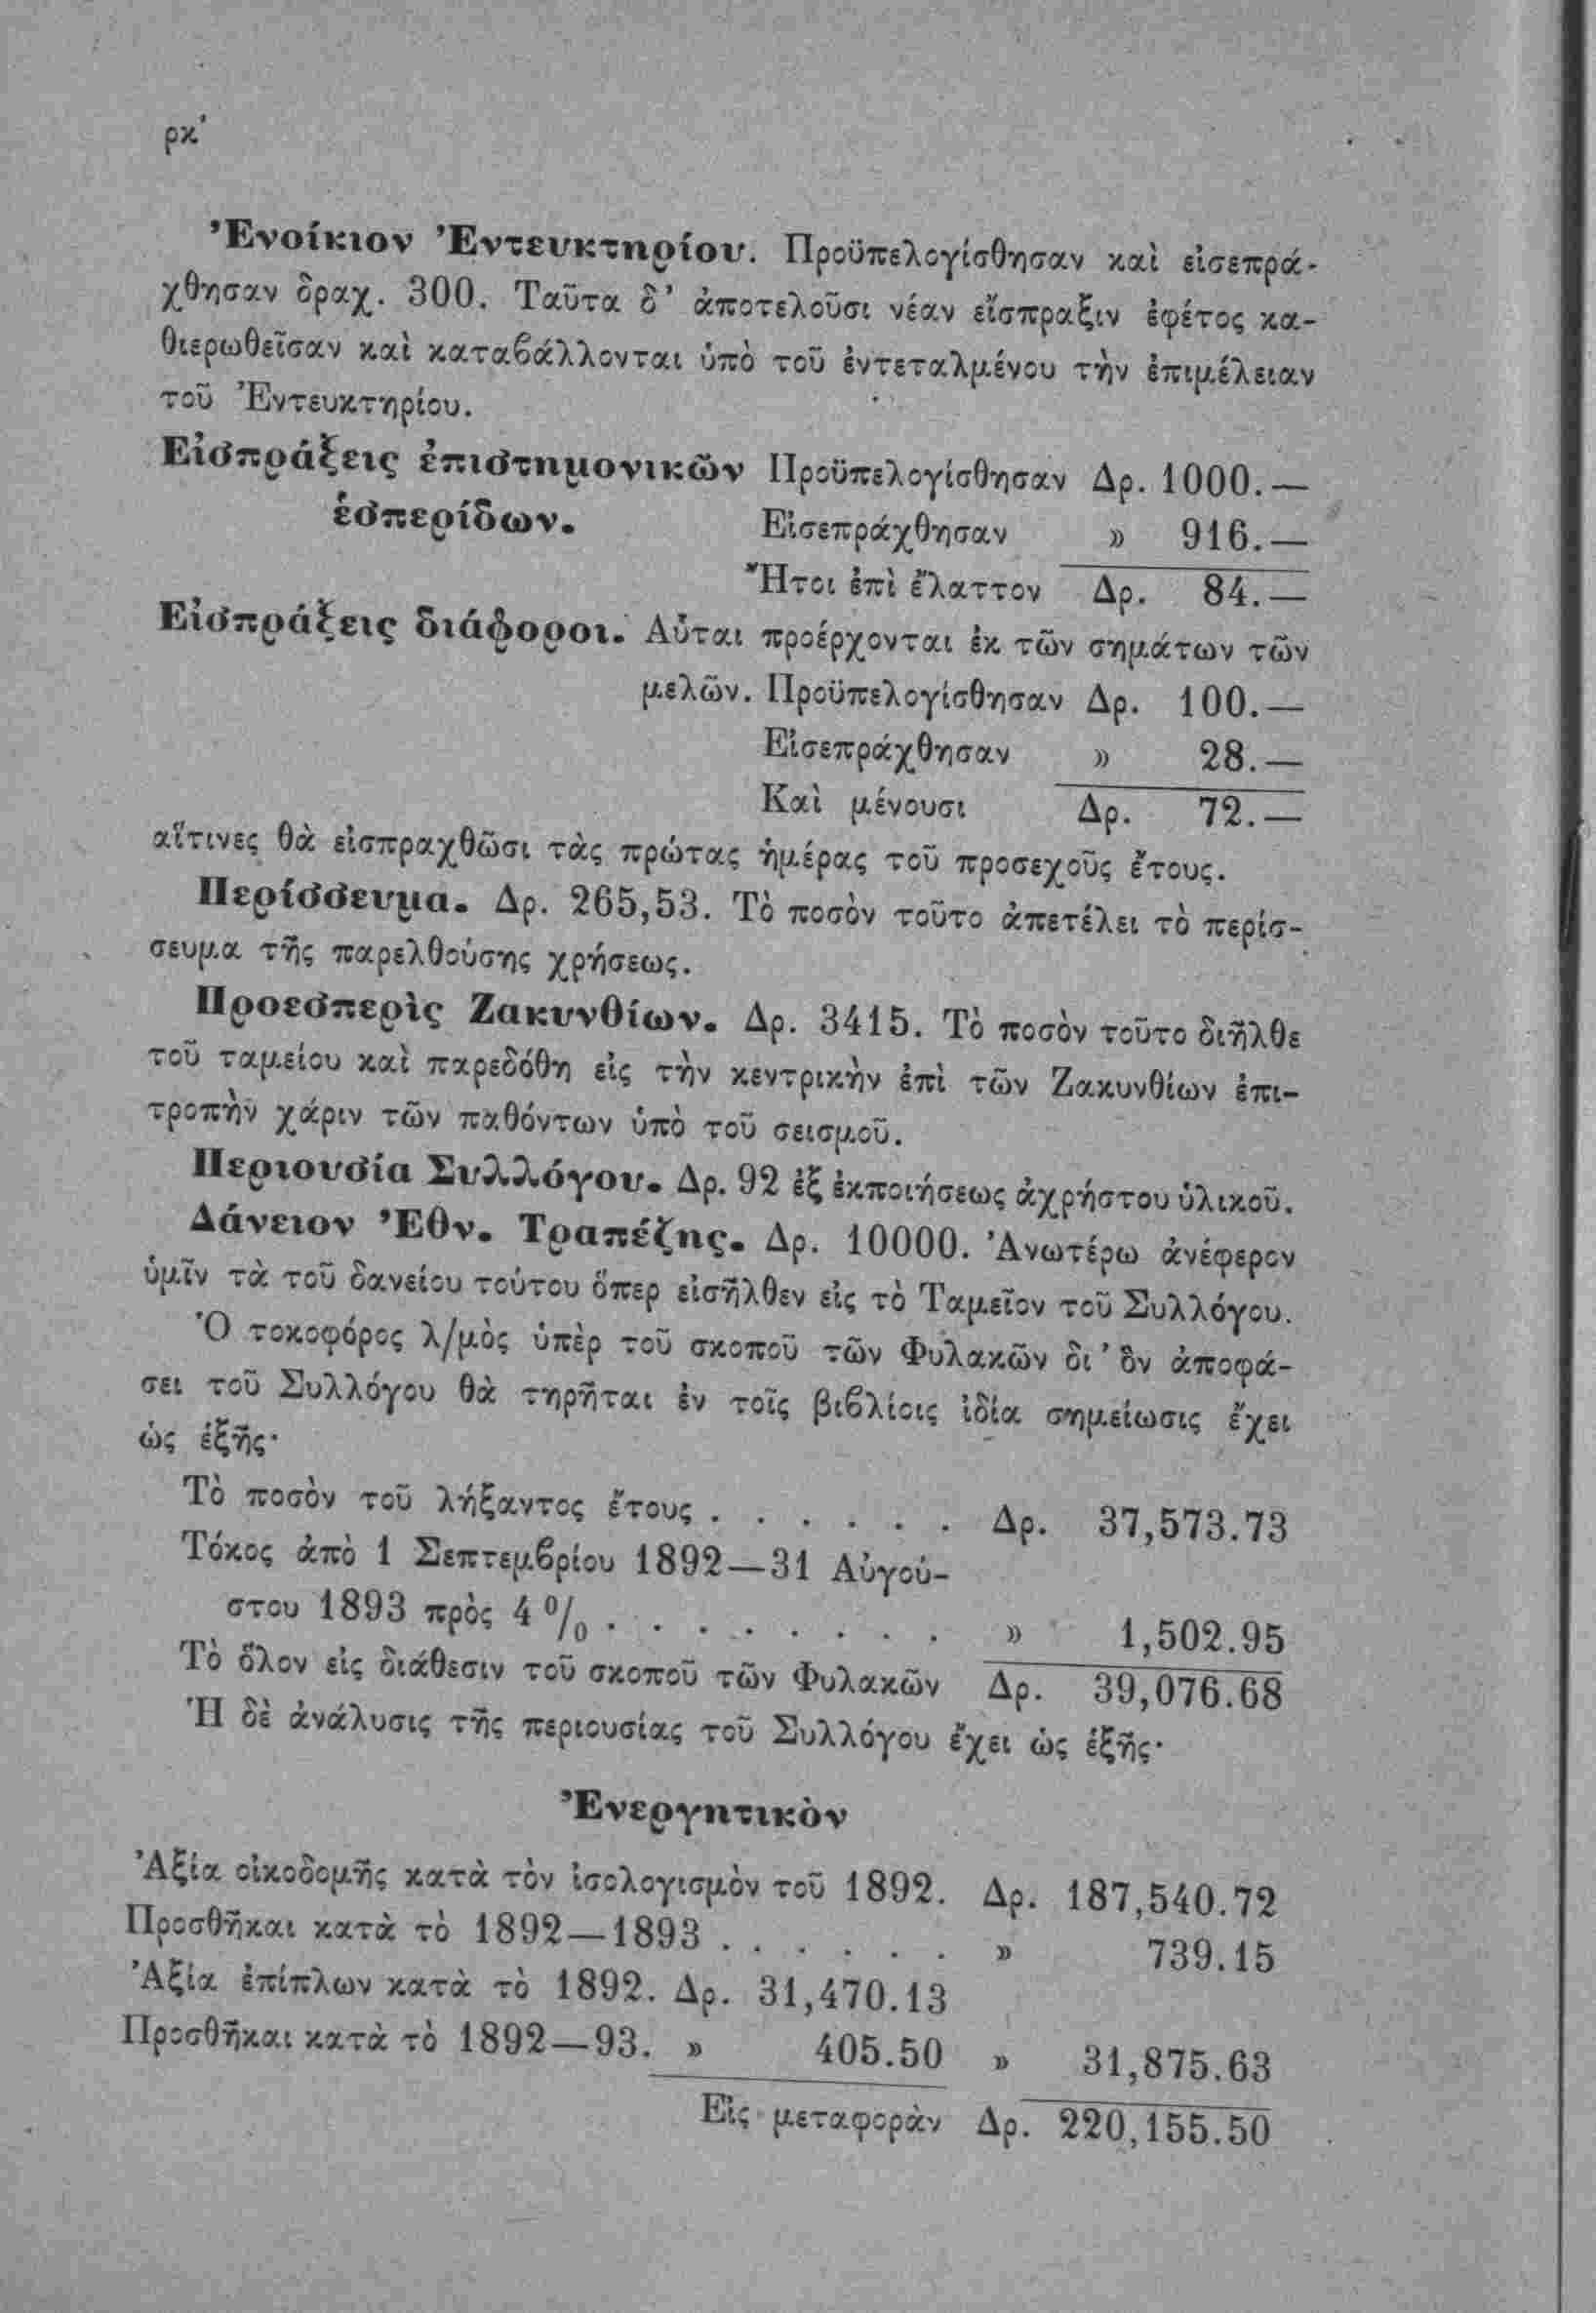 ρκ'
Ἐνοίκιον Ἐντευκτηρίου. Προϋπελογίσθησαν καὶ εἰσεπρά-
χθησαν δραχ. 300. Ταῦτα δ' ἀποτελοῦσι νέαν εἴσπραξιν ἐφέτος κα-
θιερωθεῖσαν καὶ καταβάλλονται ὑπὸ τοῦ ἐντεταλμένου τὴν ἐπιμέλειαν
τοῦ Ἐντευκτηρίου.
Εἰσπράξεις ἐπιστημονικῶν Προϋπελογίσθησαν Δρ. 1000.—
ἑσπερίδων. Εἰσεπράχθησαν » 916.—
Ἤτοι ἐπὶ ἔλαττον Δρ. 84.—
Εἰσπράξεις διάφοροι. Αὗται προέρχονται ἐκ τῶν σημάτων τῶν
μελῶν. Προϋπελογίσθησαν Δρ. 100.—
Εἰσεπράχθησαν » 28.—
Καὶ μένουσι Δρ. 72.—
αἵτινες θὰ εἰσπραχθῶσι τὰς πρώτας ἡμέρας τοῦ προσεχοῦς ἔτους.
Περίσσευμα. Δρ. 265,53. Τὸ ποσὸν τοῦτο ἀπετέλει τὸ περίσ-
σευμα τῆς παρελθούσης χρήσεως.
Προεσπερὶς Ζακυνθίων. Δρ. 3415. Τὸ ποσὸν τοῦτο διῆλθε
τοῦ ταμείου καὶ παρεδόθη εἰς τὴν κεντρικὴν ἐπὶ τῶν Ζακυνθίων ἐπι-
τροπὴν χάριν τῶν παθόντων ὑπὸ τοῦ σεισμοῦ.
Περιουσία Συλλόγου. Δρ. 92 ἐξ ἐκποιήσεως ἀχρήστου ὑλικοῦ.
Δάνειον Ἐθν. Τραπέζης. Δρ. 10000. Ἀνωτέρω ἀνέφερον
ὑμῖν τὰ τοῦ δανείου τούτου ὅπερ εἰσῆλθεν εἰς τὸ Ταμεῖον τοῦ Συλλόγου.
Ὁ τοκοφόρος λ/μὸς ὑπὲρ τοῦ σκοποῦ τῶν Φυλακῶν δι' ὃν ἀποφά-
σει τοῦ Συλλόγου θὰ τηρῆται ἐν τοῖς βιβλίοις ἰδία σημείωσις ἔχει
ὡς ἑξῆς·
Τὸ ποσὸν τοῦ λήξαντος ἔτους . . . . . . Δρ. 37,573.73
Τόκος ἀπὸ 1 Σεπτεμβρίου 1892—31 Αὐγού-
στου 1893 πρὸς 4 % . . . . . . . . » 1,502.95
Τὸ ὅλον εἰς διάθεσιν τοῦ σκοποῦ τῶν Φυλακῶν Δρ. 39,076.68
Ἡ δὲ ἀνάλυσις τῆς περιουσίας τοῦ Συλλόγου ἔχει ὡς ἑξῆς·
Ἐνεργητικὸν
Ἀξία οἰκοδομῆς κατὰ τὸν ἰσολογισμὸν τοῦ 1892. Δρ. 187,540.72
Προσθῆκαι κατὰ τὸ 1892—1893 . . . . . . » 739.15
Ἀξία ἐπίπλων κατὰ τὸ 1892. Δρ. 31,470.13
Προσθῆκαι κατὰ τὸ 1892—93. » 405.50 » 31,875.63
Εἰς μεταφορὰν Δρ. 220,155.50